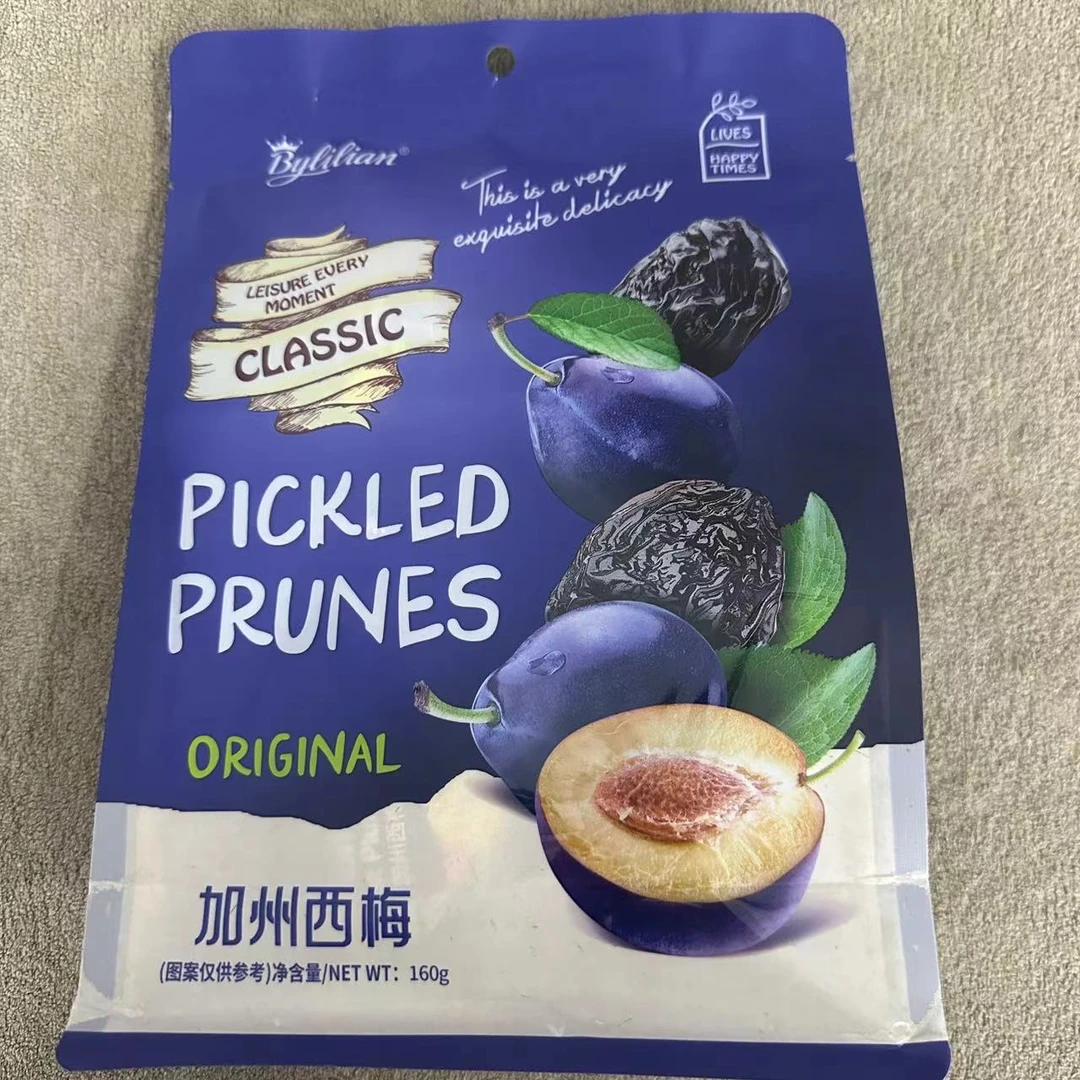 Bylilian®
LIVES
HAPPY
TIMES
This is a very
exquisite delicacy
LEISURE EVERY
MOMENT
CLASSIC
PICKLED
PRUNES
ORIGINAL
加州西梅
(图案仅供参考)净含量/NET WT：160g